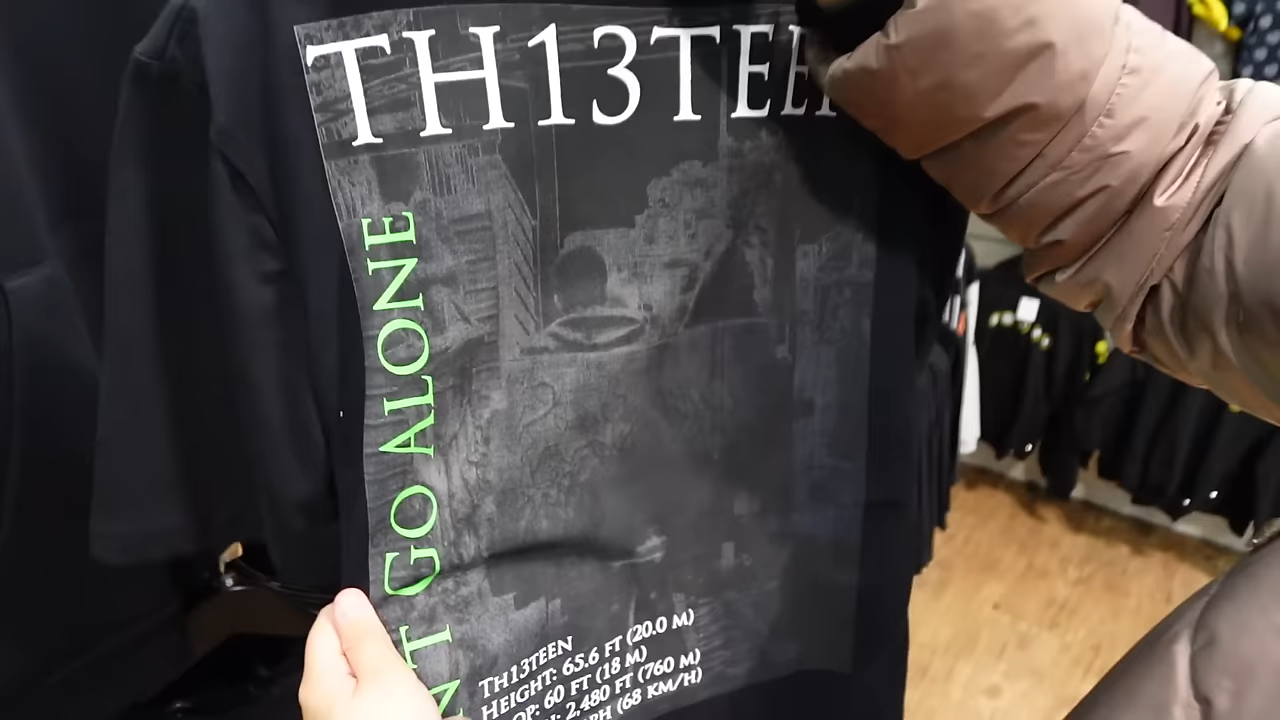 TH13TEE
GO ALONE
TH13TEEN
HEIGHT: 65.6 FT (20.0 M)
60 FT (18 M)
2,480 FT (760 M)
(68 KM/H)